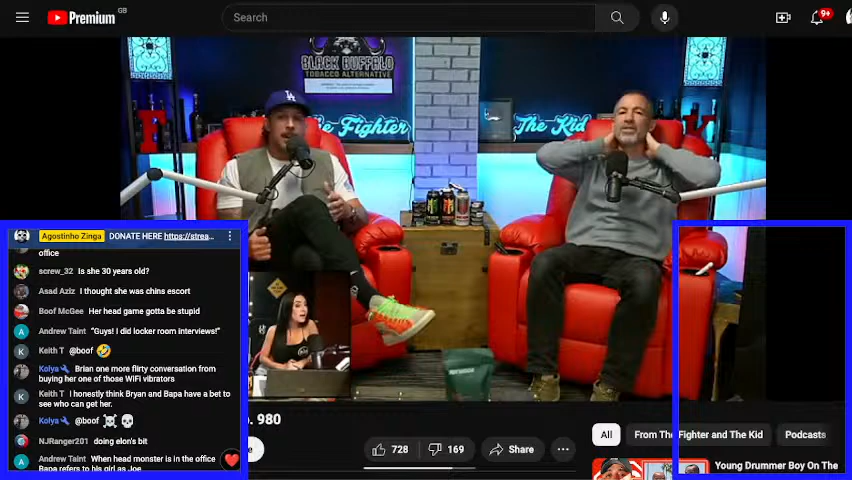 Premium GB
Search
9+
BLACK BUFFALO
TOBACCO ALTERNATIVE
The Fighter
The Kid
Agostinho Zinga DONATE HERE https://strea...
office
screw_32 Is she 30 years old?
Asad Aziz I thought she was chins escort
Boof McGee Her head game gotta be stupid
Andrew Taint "Guys! I did locker room interviews!"
Keith T @boof 🤣
Kolya Brian one more flirty conversation from
buying her one of those WiFi vibrators
Keith T I honestly think Bryan and Bapa have a bet to
see who can get her.
Kolya @boof ☠️💀
NJRanger201 doing elon's bit
Andrew Taint When head monster is in the office
Bapa refers to his girl as Joe
. 980
728
169
Share
All
From The Fighter and The Kid
Podcasts
Young Drummer Boy On The